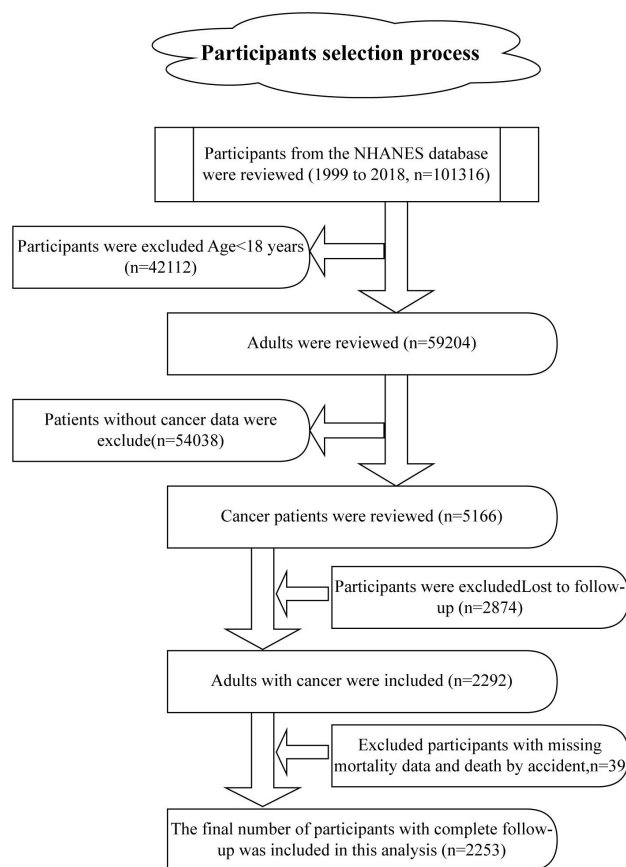 Participants selection process
Participants from the NHANES database
were reviewed (1999 to 2018, n=101316)
Participants were excluded Age<18 years
(n=42112)
Adults were reviewed (n=59204)
Patients without cancer data were
exclude(n=54038)
Cancer patients were reviewed (n=5166)
Participants were excludedLost to follow-
up (n=2874)
Adults with cancer were included (n=2292)
Excluded participants with missing
mortality data and death by accident,n=39
The final number of participants with complete follow-
up was included in this analysis (n=2253)